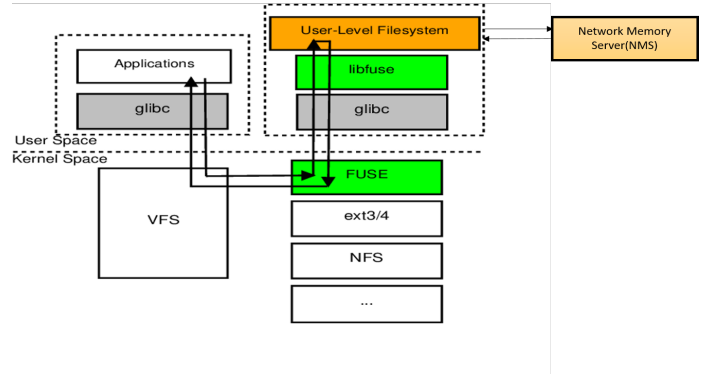 User-Level Filesystem
Network Memory
Server(NMS)
Applications
libfuse
glibc
glibc
User Space
Kernel Space
FUSE
VFS
ext3/4
NFS
...